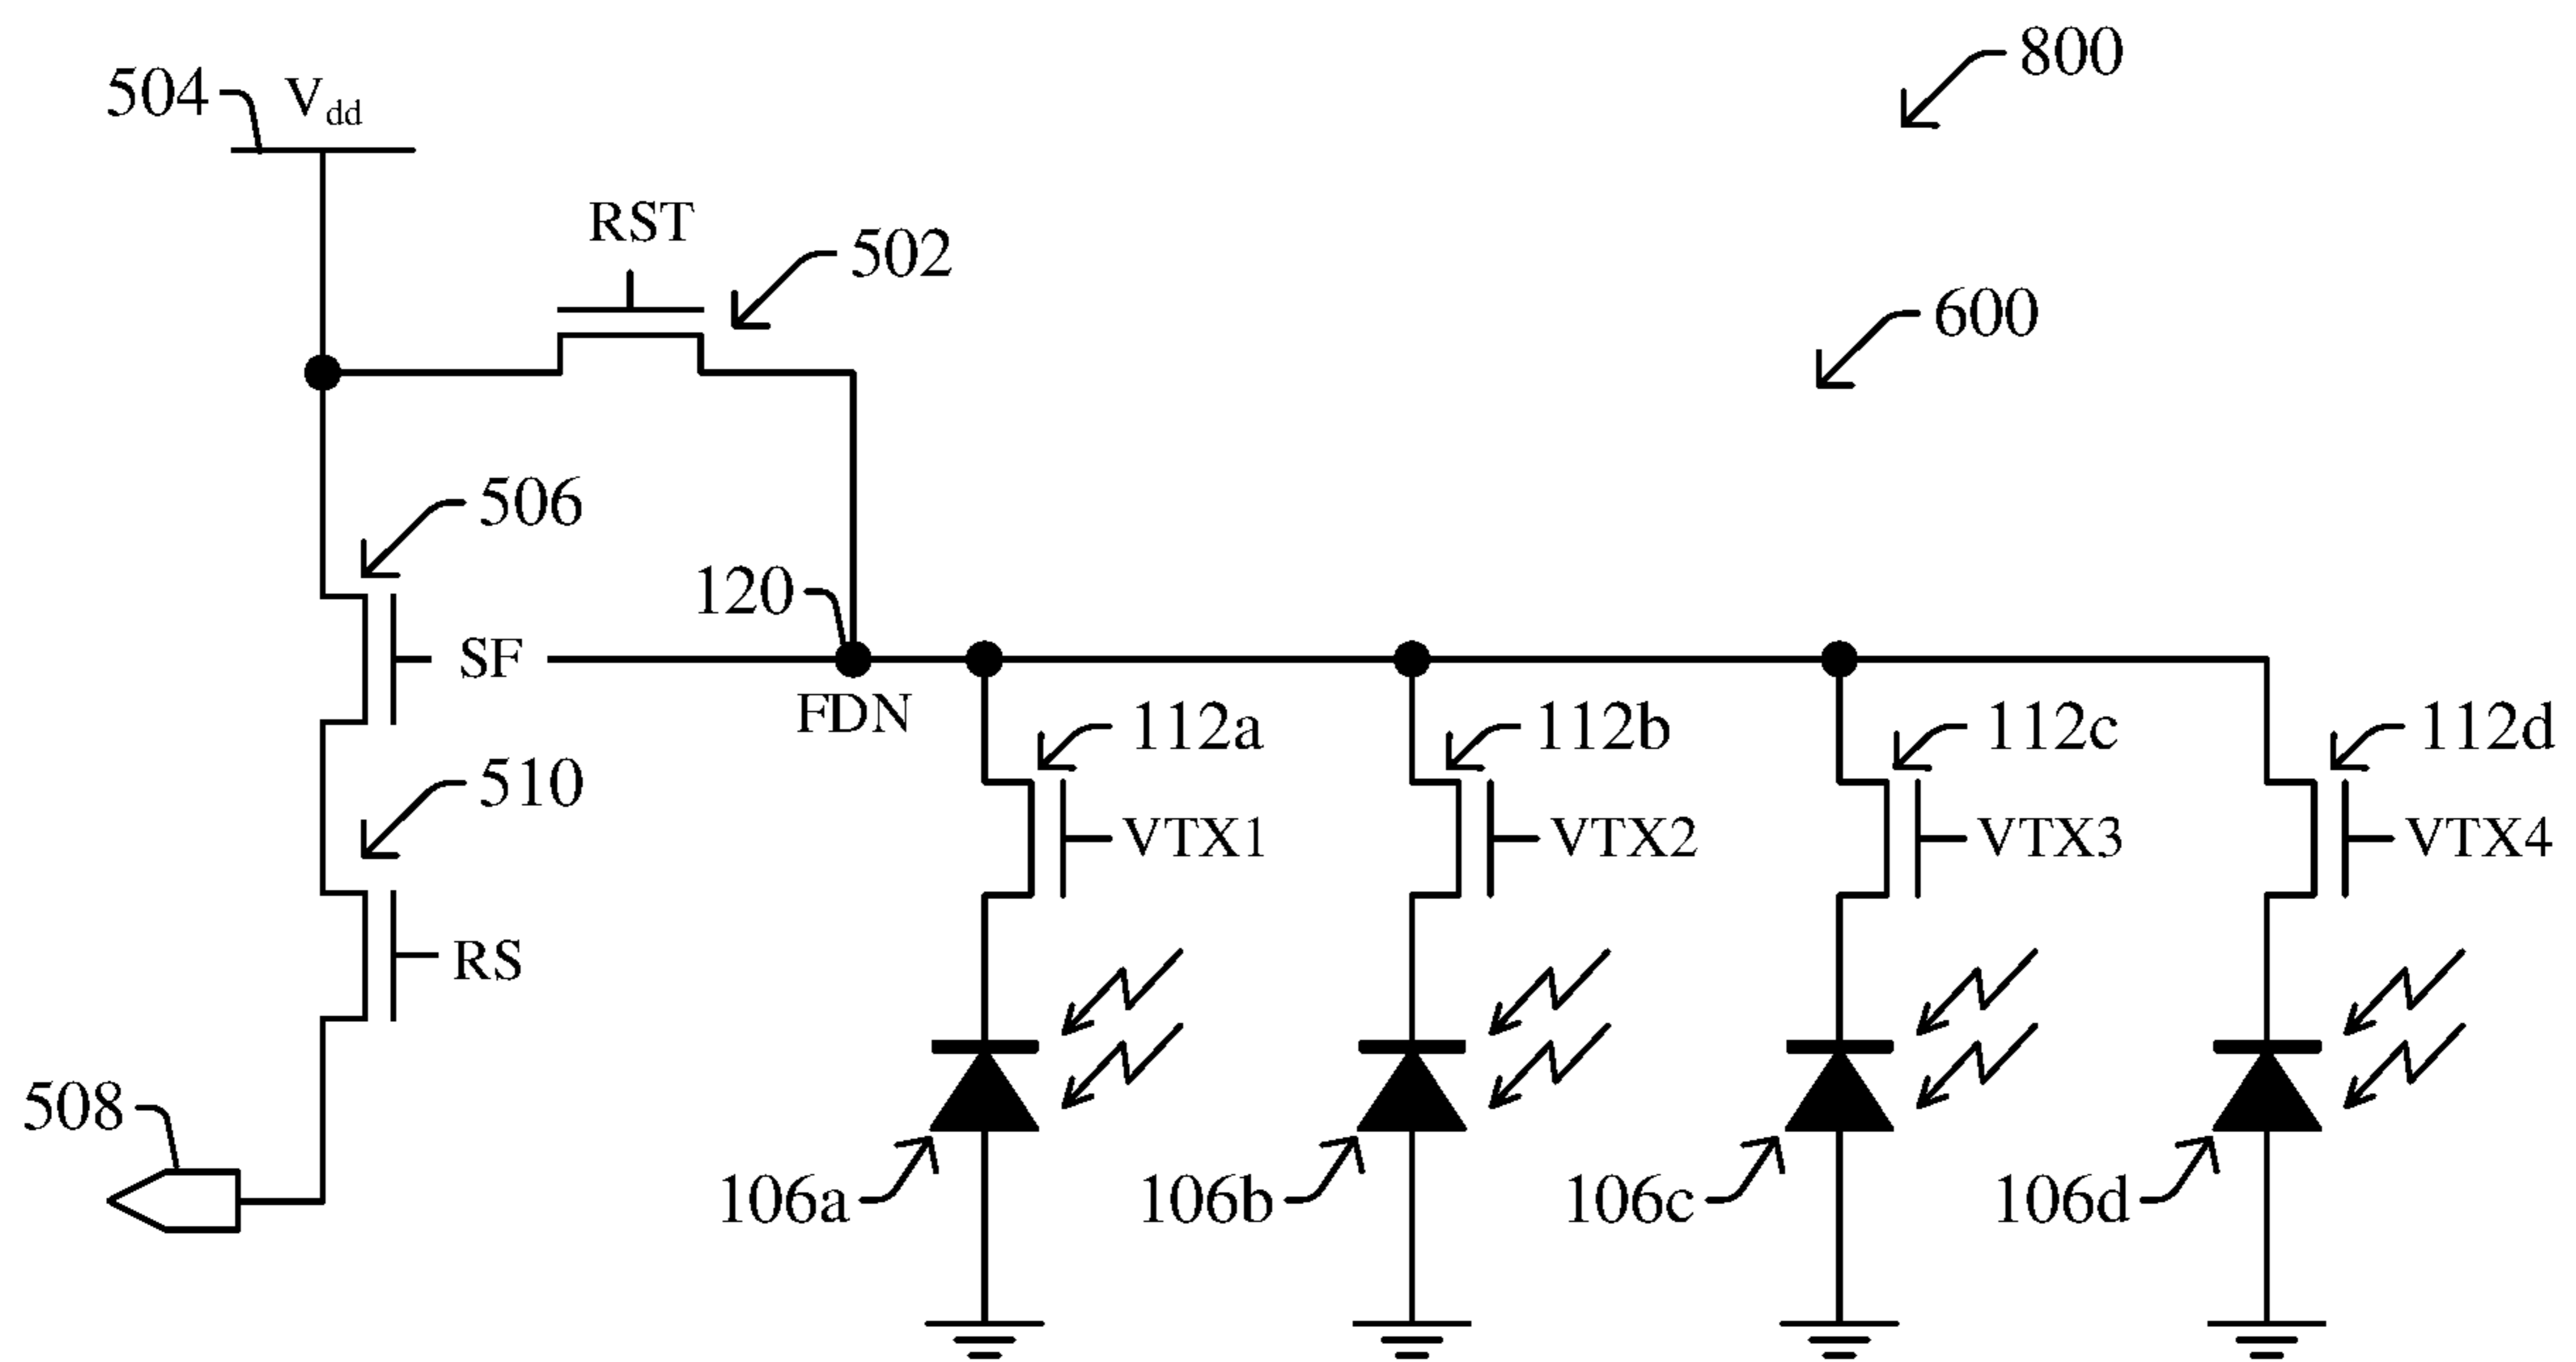 800
504
Vdd
RST
502
600
506
120
SF
FDN
112a
112b
112c
112d
510
VTX1
VTX2
VTX3
VTX4
RS
508
106a
106b
106c
106d